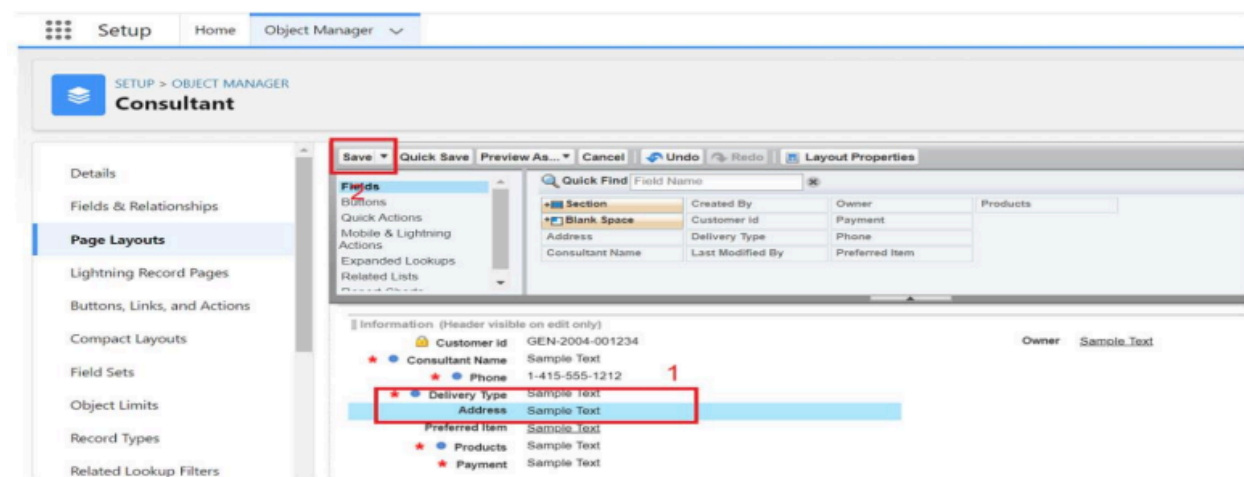 Setup Home Object Manager
SETUP > OBJECT MANAGER
Consultant
Details
Fields & Relationships
Page Layouts
Lightning Record Pages
Buttons, Links, and Actions
Compact Layouts
Field Sets
Object Limits
Record Types
Related Lookup Filters
Save Quick Save Preview As... Cancel Undo Redo Layout Properties
2
Fields
Buttons
Quick Actions
Mobile & Lightning
Actions
Expanded Lookups
Related Lists
Report Charts
Quick Find Field Name
Section Created By Owner Products
Blank Space Customer id Payment
Address Delivery Type Phone
Consultant Name Last Modified By Preferred Item
Information (Header visible on edit only)
Customer id GEN-2004-001234 Owner Sample Text
Consultant Name Sample Text
Phone 1-415-555-1212
1
Delivery Type Sample Text
Address Sample Text
Preferred Item Sample Text
Products Sample Text
Payment Sample Text